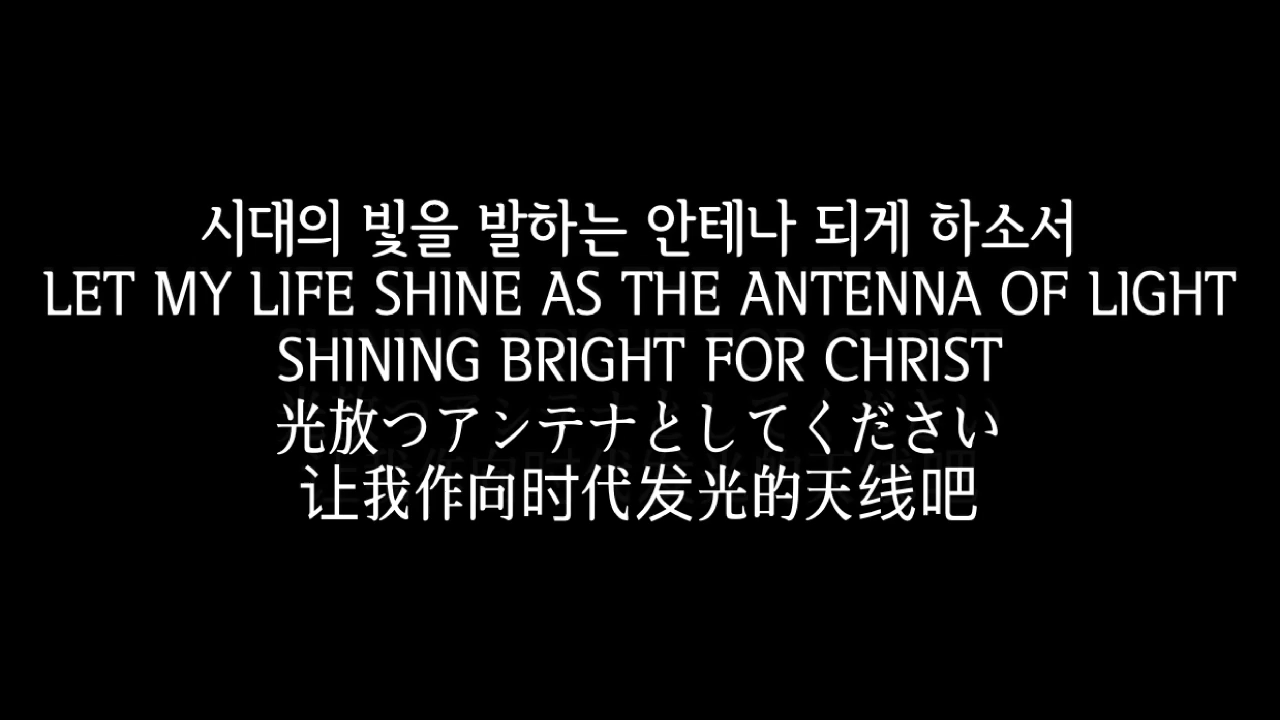 시대의 빛을 발하는 안테나 되게 하소서
LET MY LIFE SHINE AS THE ANTENNA OF LIGHT
SHINING BRIGHT FOR CHRIST
光放つアンテナとしてください
让我作向时代发光的天线吧